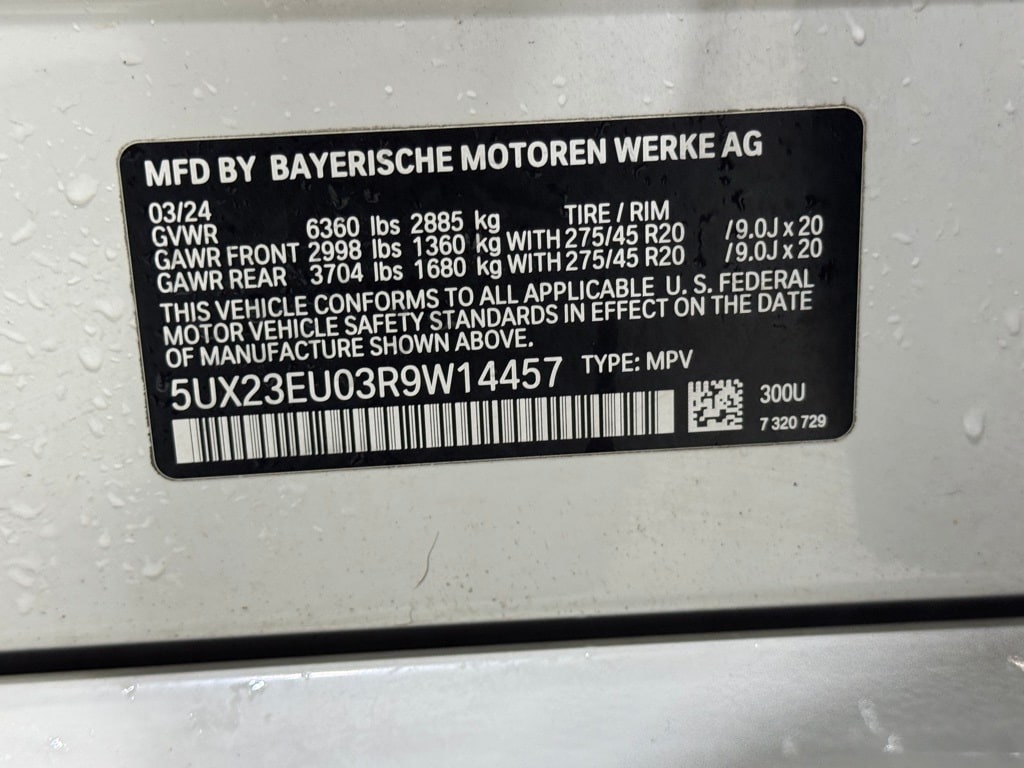 MFD BY BAYERISCHE MOTOREN WERKE AG
03/24 TIRE / RIM
GVWR 6360 lbs 2885 kg
GAWR FRONT 2998 lbs 1360 kg WITH 275/45 R20 /9.0J x 20
GAWR REAR 3704 lbs 1680 kg WITH 275/45 R20 /9.0J x 20
THIS VEHICLE CONFORMS TO ALL APPLICABLE U. S. FEDERAL
MOTOR VEHICLE SAFETY STANDARDS IN EFFECT ON THE DATE
OF MANUFACTURE SHOWN ABOVE.
5UX23EU03R9W14457 TYPE: MPV
300U
7 320 729